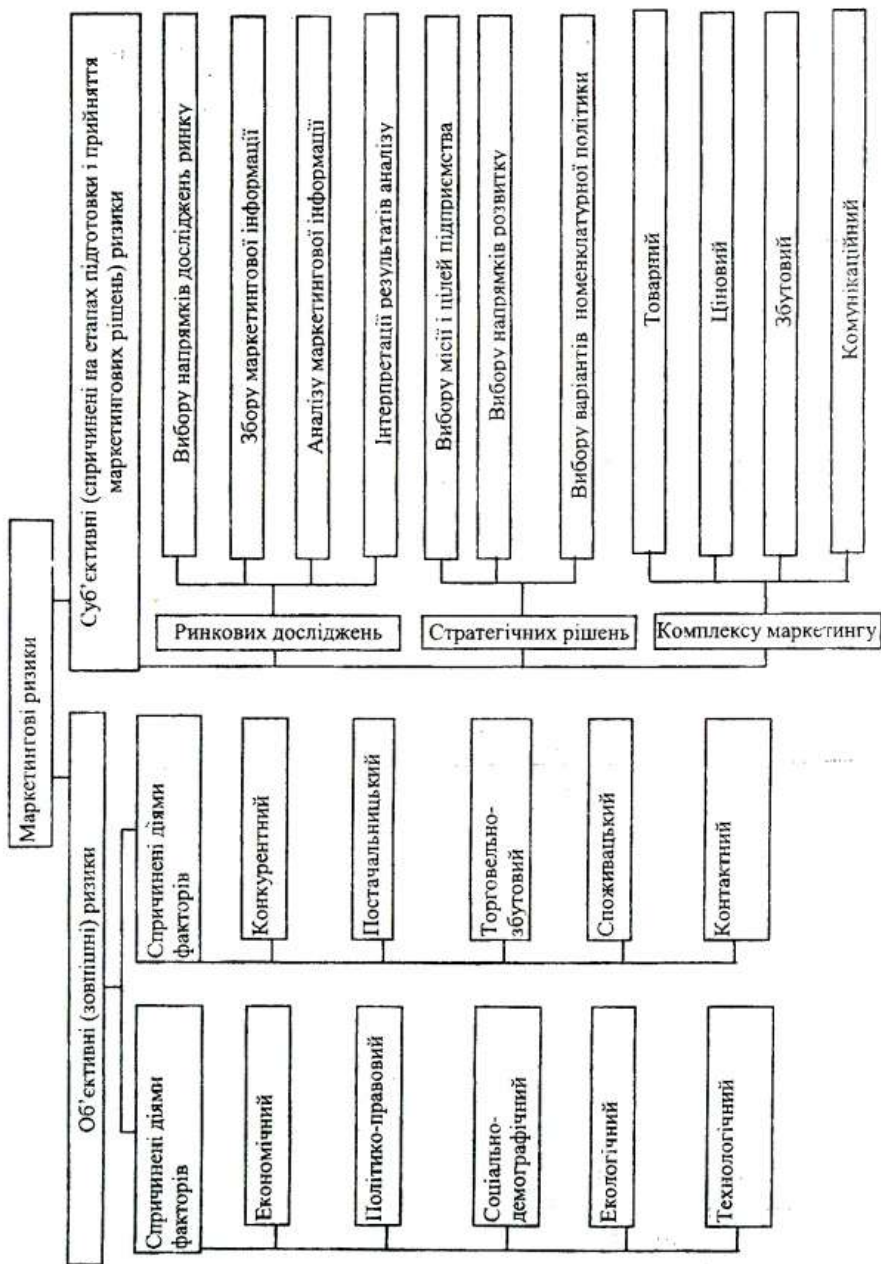 Маркетингові ризики
Об’єктивні (зовнішні) ризики
Спричинені діями
факторів
Економічний
Політико-правовий
Соціально-
демографічний
Екологічний
Технологічний
Спричинені діями
факторів
Конкурентний
Постачальницький
Торговельно-
збутовий
Споживацький
Контактний
Суб’єктивні (спричинені на етапах підготовки і прийняття
маркетингових рішень) ризики
Ринкових досліджень
Вибору напрямків досліджень ринку
Збору маркетингової інформації
Аналізу маркетингової інформації
Інтерпретації результатів аналізу
Стратегічних рішень
Вибору місії і цілей підприємства
Вибору напрямків розвитку
Вибору варіантів номенклатурної політики
Комплексу маркетингу
Товарний
Ціновий
Збутовий
Комунікаційний